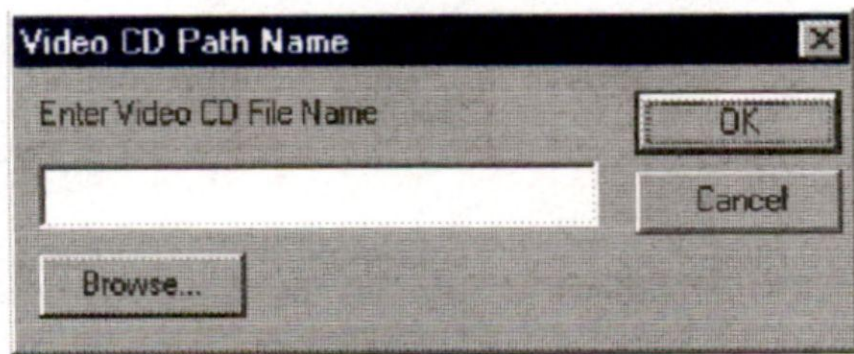 Video CD Path Name
Enter Video CD File Name
OK
Cancel
Browse...